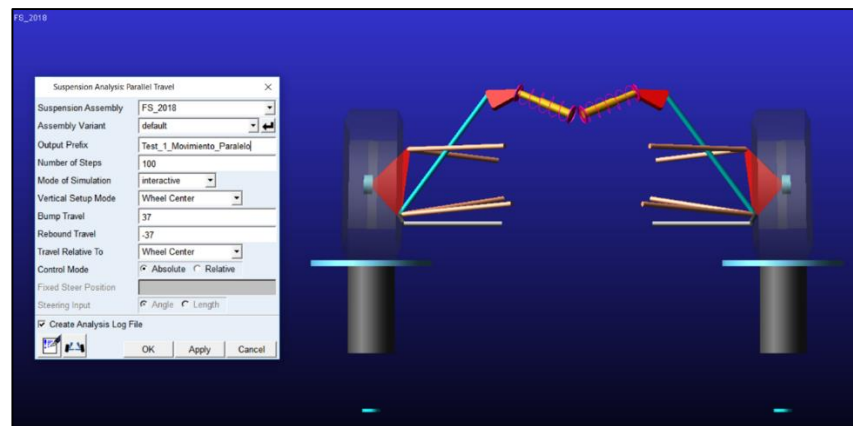 FS_2018
Suspension Analysis: Parallel Travel
Suspension Assembly FS_2018
Assembly Variant default
Output Prefix Test_1_Movimiento_Paralelo
Number of Steps 100
Mode of Simulation interactive
Vertical Setup Mode Wheel Center
Bump Travel 37
Rebound Travel -37
Travel Relative To Wheel Center
Control Mode Absolute Relative
Fixed Steer Position
Steering Input Angle Length
Create Analysis Log File
OK Apply Cancel